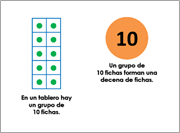 10
Un grupo de
10 fichas forman una
decena de fichas.
En un tablero hay
un grupo de
10 fichas.